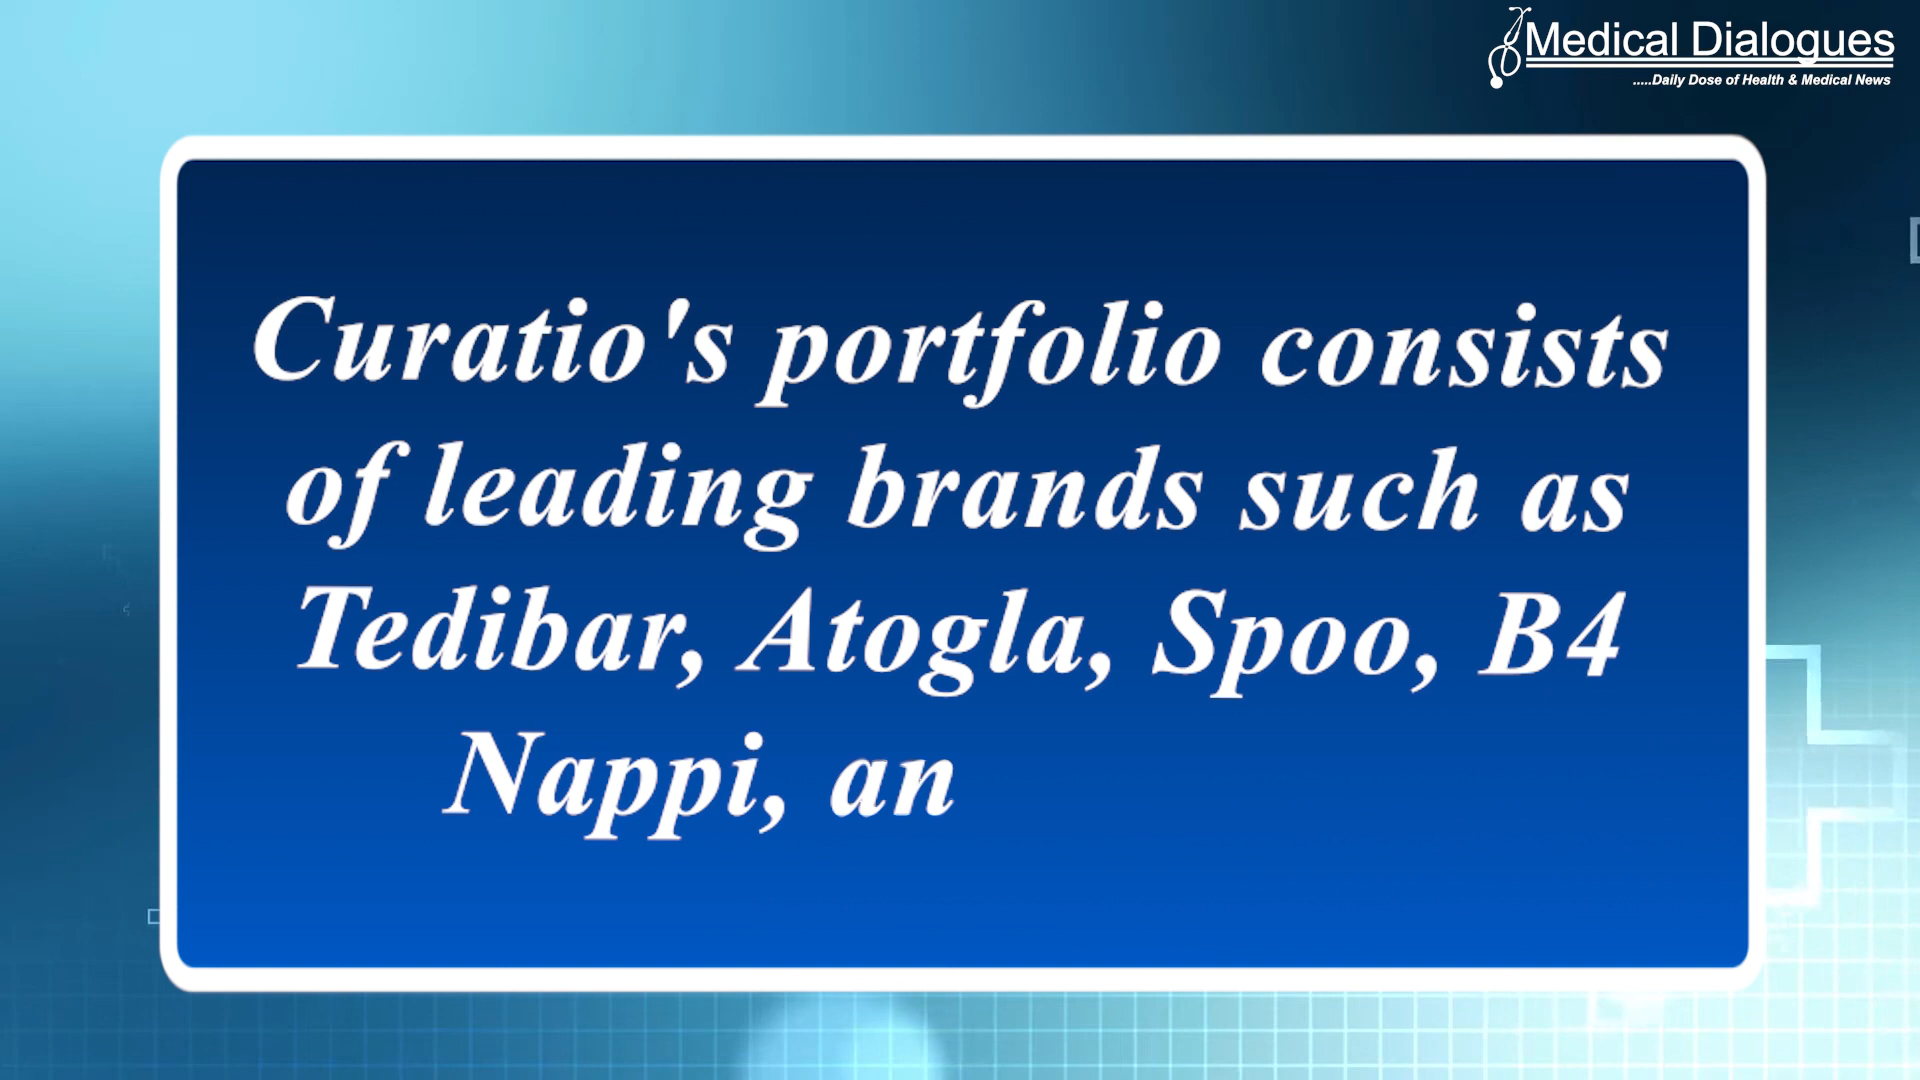 Medical Dialogues
.....Daily Dose of Health & Medical News
Curatio's portfolio consists
of leading brands such as
Tedibar, Atogla, Spoo, B4
Nappi, an